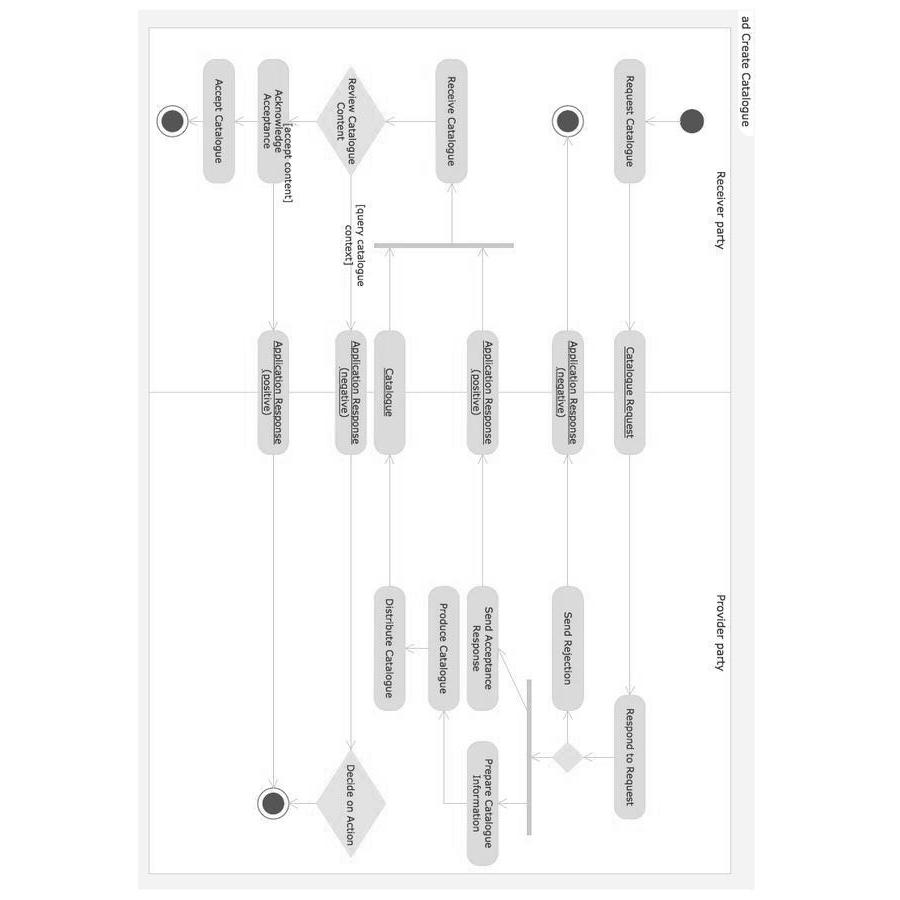 ad Create Catalogue
Receiver party
Provider party
Request Catalogue
Catalogue Request
Respond to Request
Application Response
(negative)
Send Rejection
Application Response
(positive)
Send Acceptance
Response
Prepare Catalogue
Information
Receive Catalogue
Produce Catalogue
Catalogue
Distribute Catalogue
Review Catalogue
Content
[query catalogue
context]
Application Response
(negative)
Decide on Action
[accept content]
Acknowledge
Acceptance
Application Response
(positive)
Accept Catalogue